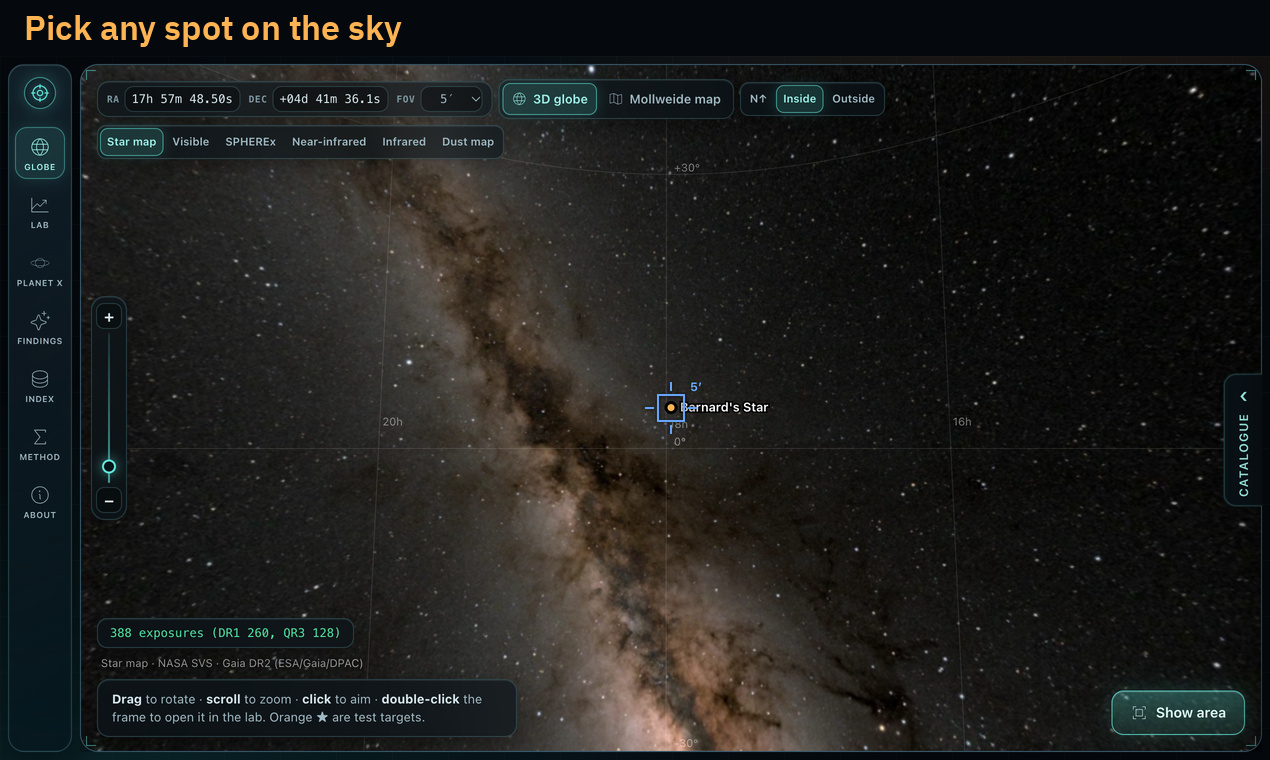 Pick any spot on the sky
RA 17h 57m 48.50s DEC +04d 41m 36.1s FOV 5′
3D globe Mollweide map
N↑ Inside Outside
Star map Visible SPHEREx Near-infrared Infrared Dust map
GLOBE
LAB
PLANET X
FINDINGS
INDEX
METHOD
ABOUT
+
−
+30°
5′
Barnard's Star
20h
18h
16h
0°
-30°
CATALOGUE
388 exposures (DR1 260, QR3 128)
Star map · NASA SVS · Gaia DR2 (ESA/Gaia/DPAC)
Drag to rotate · scroll to zoom · click to aim · double-click the
frame to open it in the lab. Orange ★ are test targets.
Show area